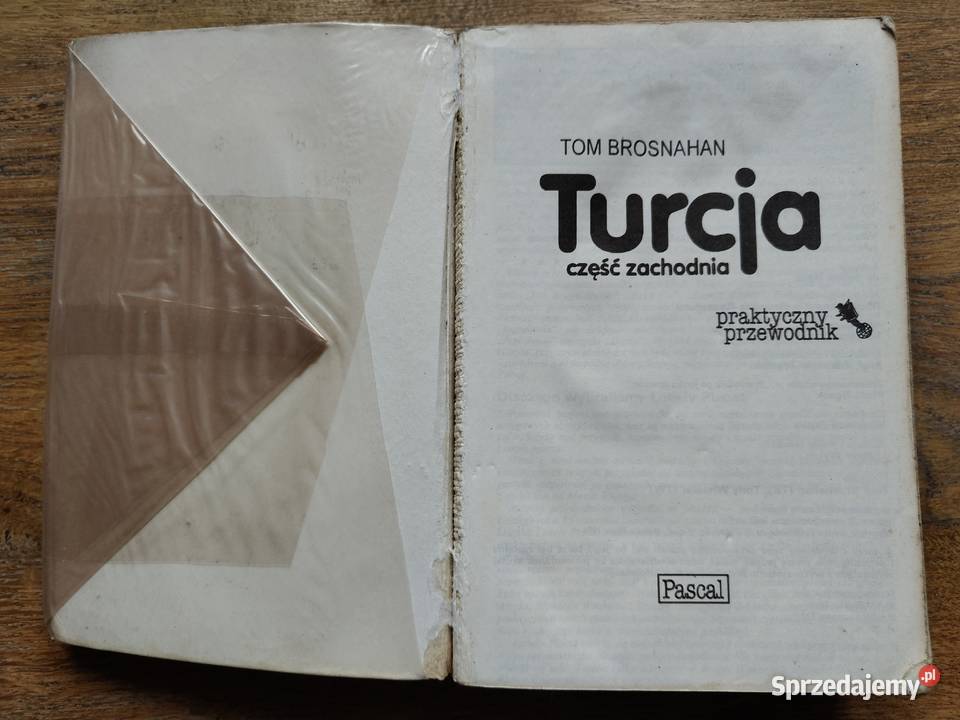 TOM BROSNAHAN
Turcja
część zachodnia
praktyczny
przewodnik
Pascal
Sprzedajemy.pl